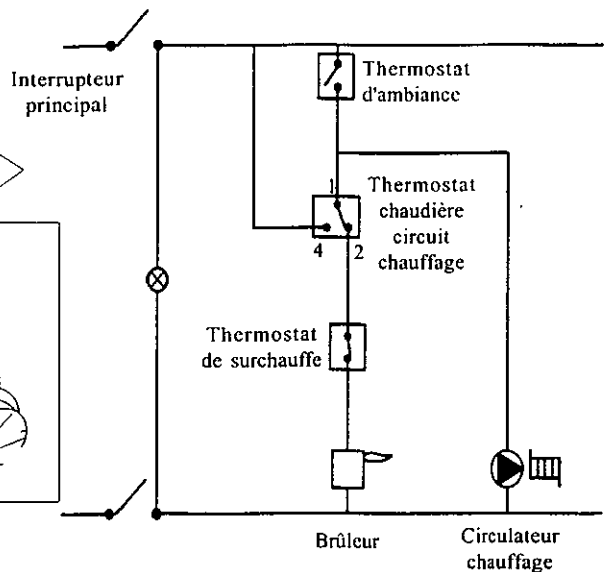 Interrupteur
principal
Thermostat
d'ambiance
1
Thermostat
chaudière
circuit
chauffage
4
2
Thermostat
de surchauffe
Brûleur
Circulateur
chauffage